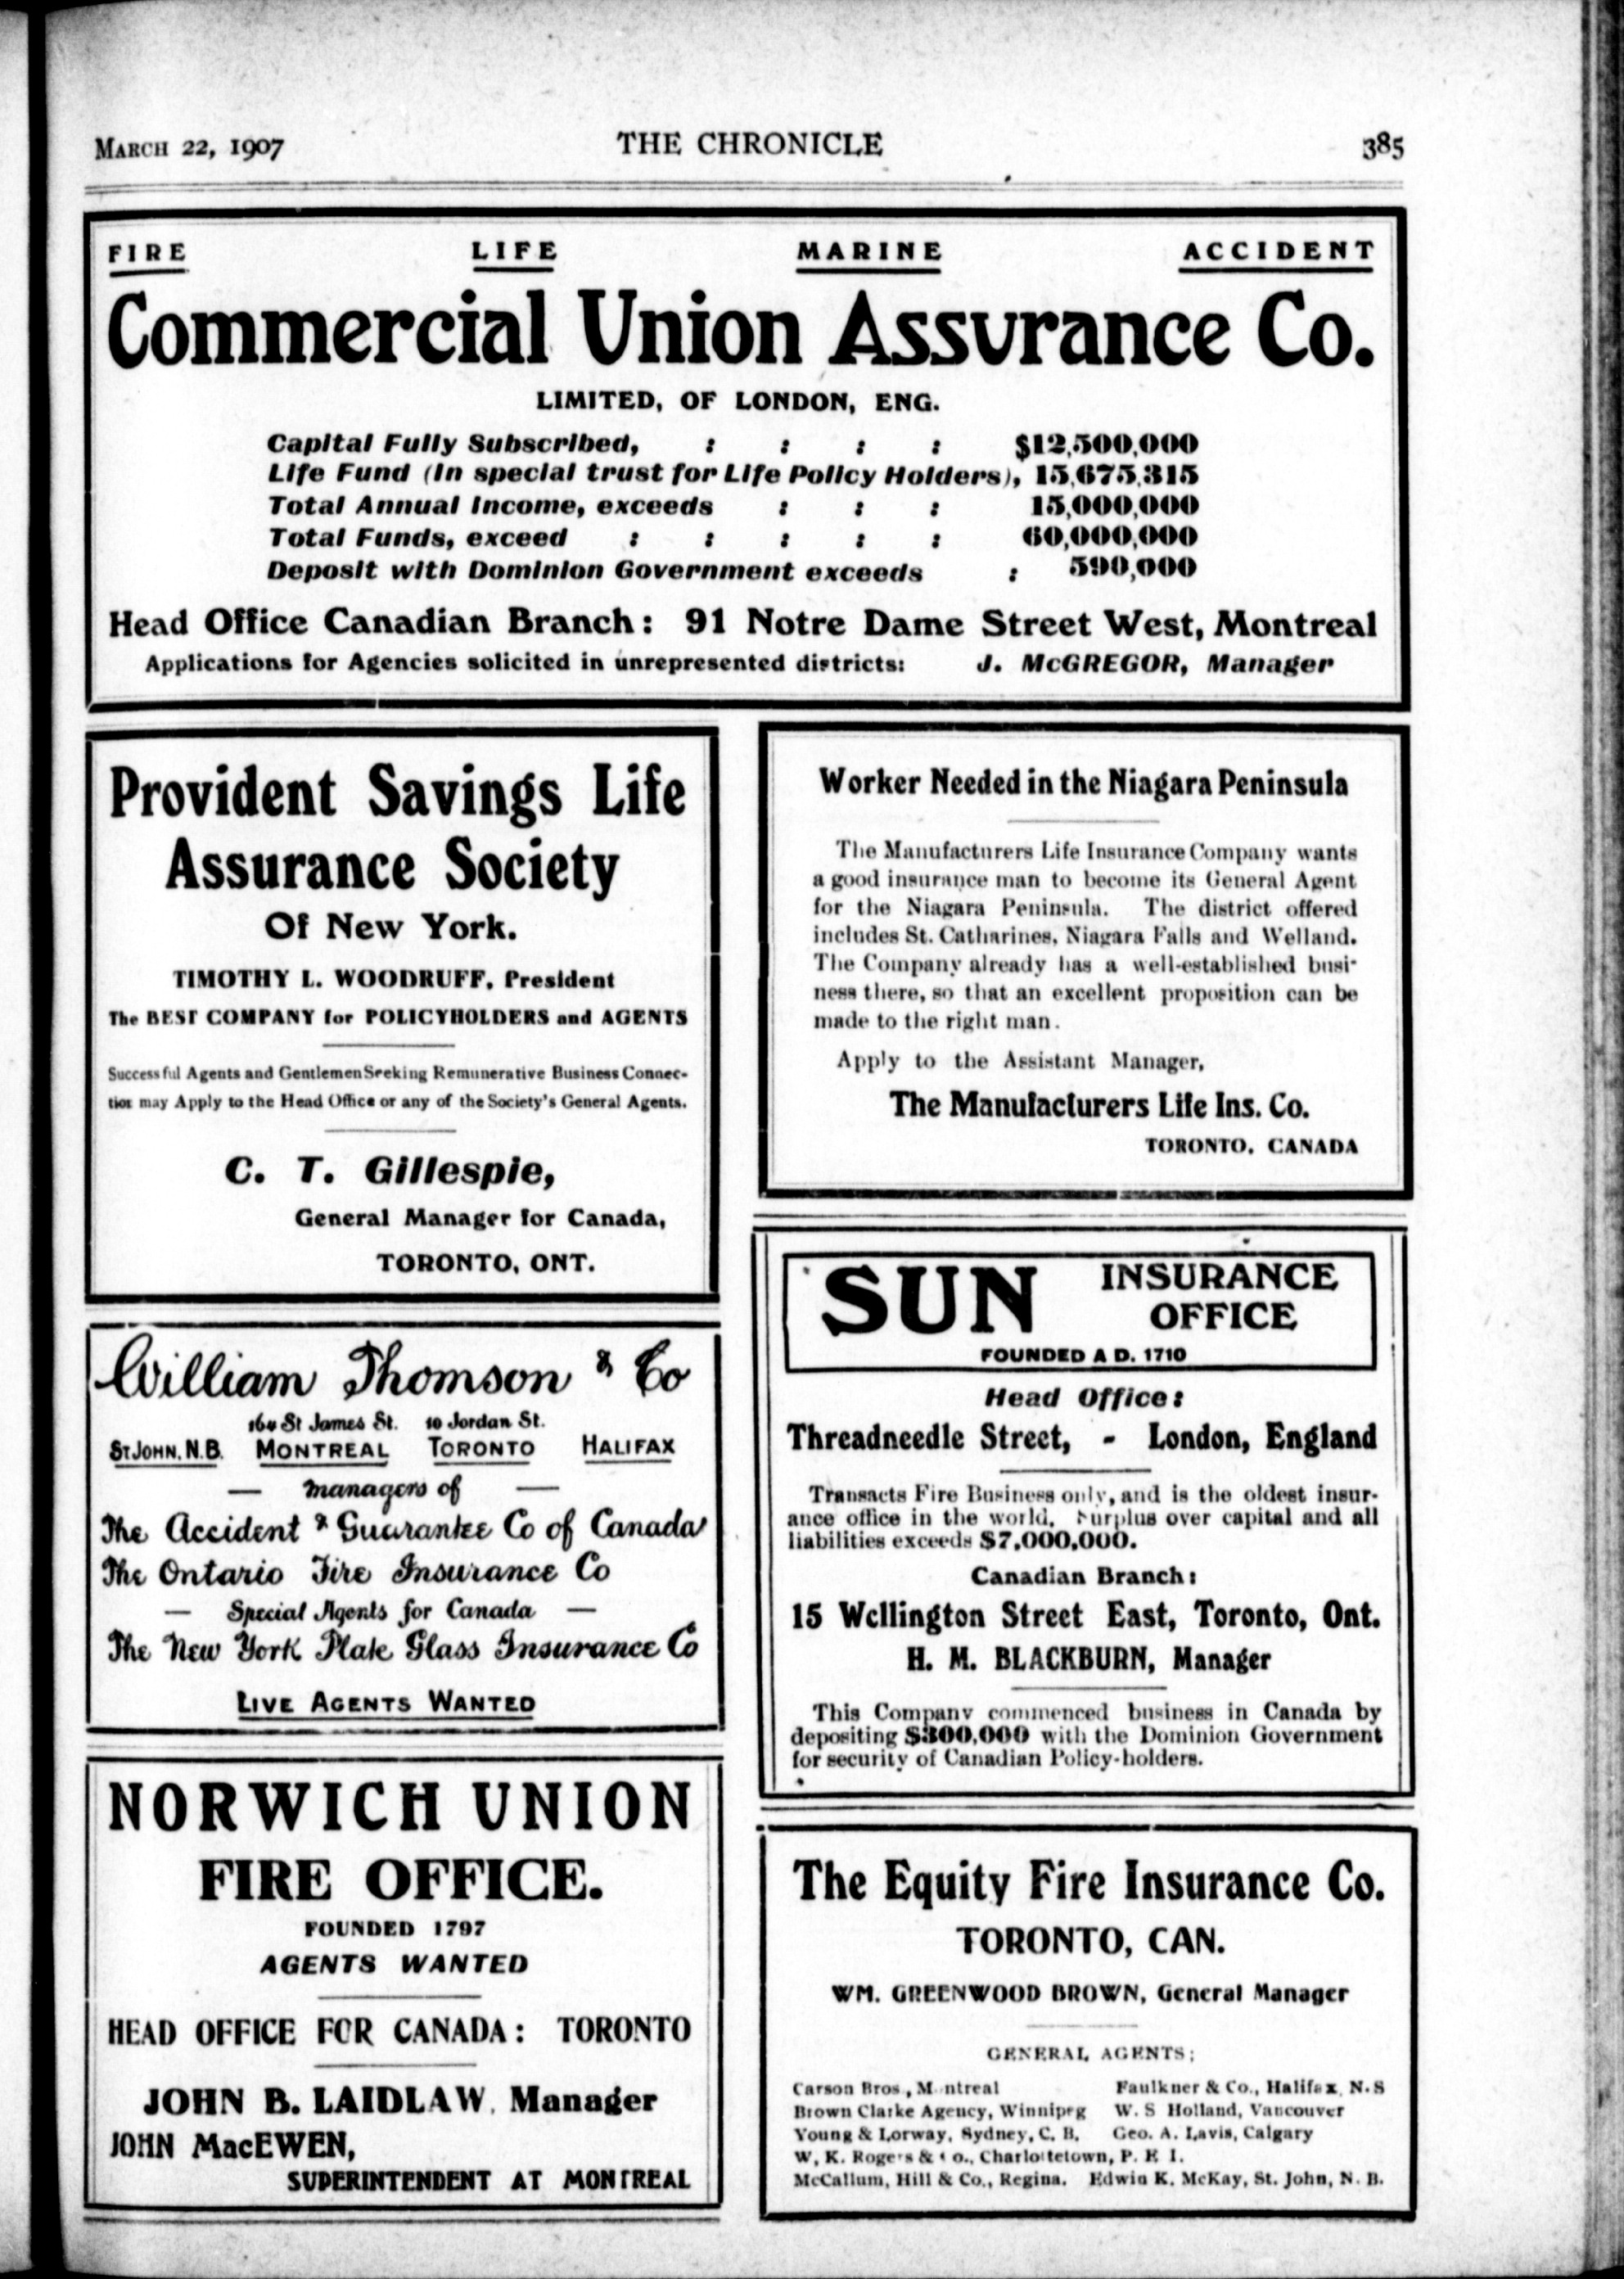 MARCH 22, 1907 THE CHRONICLE 385
FIRE LIFE MARINE ACCIDENT
Commercial Union Assurance Co.
LIMITED, OF LONDON, ENG.
Capital Fully Subscribed, : : : : $12,500,000
Life Fund (In special trust for Life Policy Holders), 15,675,315
Total Annual Income, exceeds : : : 15,000,000
Total Funds, exceed : : : : : 60,000,000
Deposit with Dominion Government exceeds : 590,000
Head Office Canadian Branch: 91 Notre Dame Street West, Montreal
Applications for Agencies solicited in unrepresented districts: J. McGREGOR, Manager
Provident Savings Life
Assurance Society
Of New York.
TIMOTHY L. WOODRUFF, President
The BEST COMPANY for POLICYHOLDERS and AGENTS
Successful Agents and Gentlemen Seeking Remunerative Business Connec-
tion may Apply to the Head Office or any of the Society's General Agents.
C. T. Gillespie,
General Manager for Canada,
TORONTO, ONT.
William Thomson & Co
164 St James St. 10 Jordan St.
ST JOHN. N.B. MONTREAL TORONTO HALIFAX
— managers of —
The Accident & Guarantee Co of Canada
The Ontario Fire Insurance Co
— Special Agents for Canada —
The New York Plate Glass Insurance Co
LIVE AGENTS WANTED
NORWICH UNION
FIRE OFFICE.
FOUNDED 1797
AGENTS WANTED
HEAD OFFICE FOR CANADA: TORONTO
JOHN B. LAIDLAW, Manager
JOHN MacEWEN,
SUPERINTENDENT AT MONTREAL
Worker Needed in the Niagara Peninsula
The Manufacturers Life Insurance Company wants
a good insurance man to become its General Agent
for the Niagara Peninsula. The district offered
includes St. Catharines, Niagara Falls and Welland.
The Company already has a well-established busi-
ness there, so that an excellent proposition can be
made to the right man.
Apply to the Assistant Manager,
The Manufacturers Life Ins. Co.
TORONTO, CANADA
SUN INSURANCE
OFFICE
FOUNDED A D. 1710
Head Office:
Threadneedle Street, - London, England
Transacts Fire Business only, and is the oldest insur-
ance office in the world. Surplus over capital and all
liabilities exceeds $7,000,000.
Canadian Branch:
15 Wellington Street East, Toronto, Ont.
H. M. BLACKBURN, Manager
This Company commenced business in Canada by
depositing $300,000 with the Dominion Government
for security of Canadian Policy-holders.
The Equity Fire Insurance Co.
TORONTO, CAN.
WM. GREENWOOD BROWN, General Manager
GENERAL AGENTS;
Carson Bros., Montreal Faulkner & Co., Halifax, N.S
Brown Clarke Agency, Winnipeg W. S Holland, Vancouver
Young & Lorway, Sydney, C. B. Geo. A. Lavis, Calgary
W. K. Rogers & Co., Charlottetown, P. E I.
McCallum, Hill & Co., Regina. Edwin K. McKay, St. John, N. B.